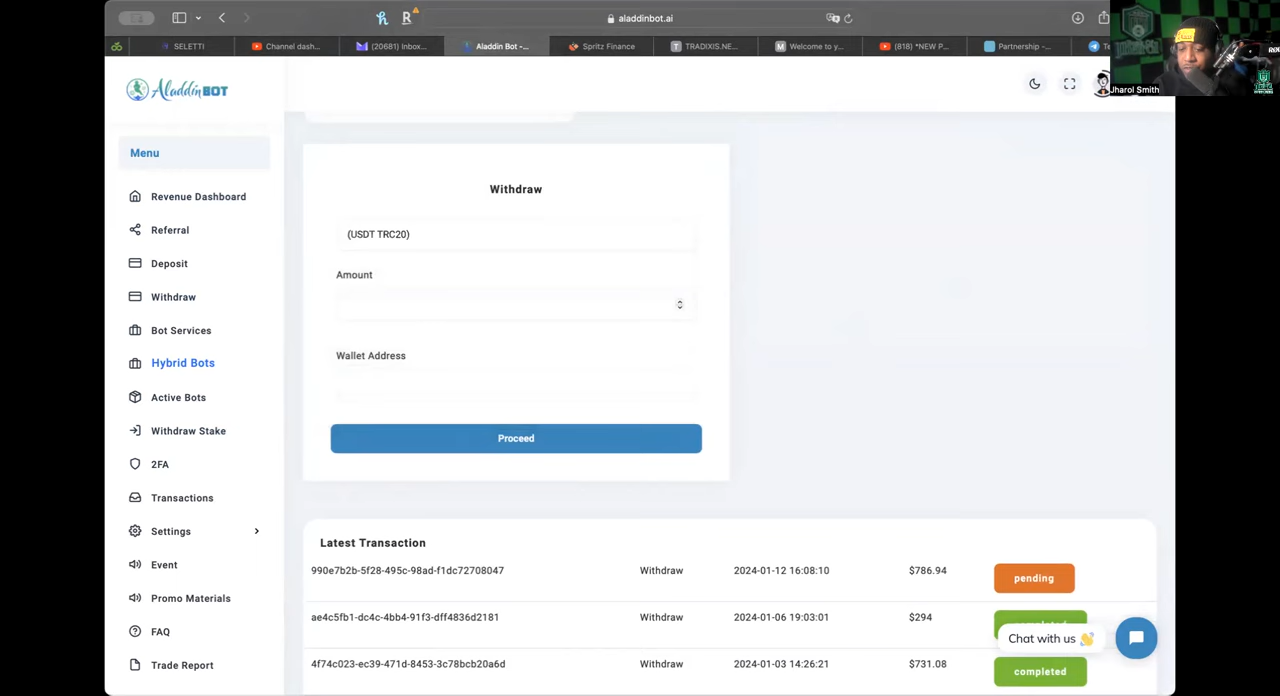 aladdinbot.ai
SELETTI
Channel dash...
(20681) Inbox...
Aladdin Bot -...
Spritz Finance
TRADIXIS.NE...
Welcome to y...
(818) *NEW P...
Partnership -...
Jharol Smith
Aladdin BOT
Menu
Revenue Dashboard
Referral
Deposit
Withdraw
Bot Services
Hybrid Bots
Active Bots
Withdraw Stake
2FA
Transactions
Settings
Event
Promo Materials
FAQ
Trade Report
Withdraw
(USDT TRC20)
Amount
Wallet Address
Proceed
Latest Transaction
990e7b2b-5f28-495c-98ad-f1dc72708047 Withdraw 2024-01-12 16:08:10 $786.94 pending
ae4c5fb1-dc4c-4bb4-91f3-dff4836d2181 Withdraw 2024-01-06 19:03:01 $294
Chat with us 👋
4f74c023-ec39-471d-8453-3c78bcb20a6d Withdraw 2024-01-03 14:26:21 $731.08 completed